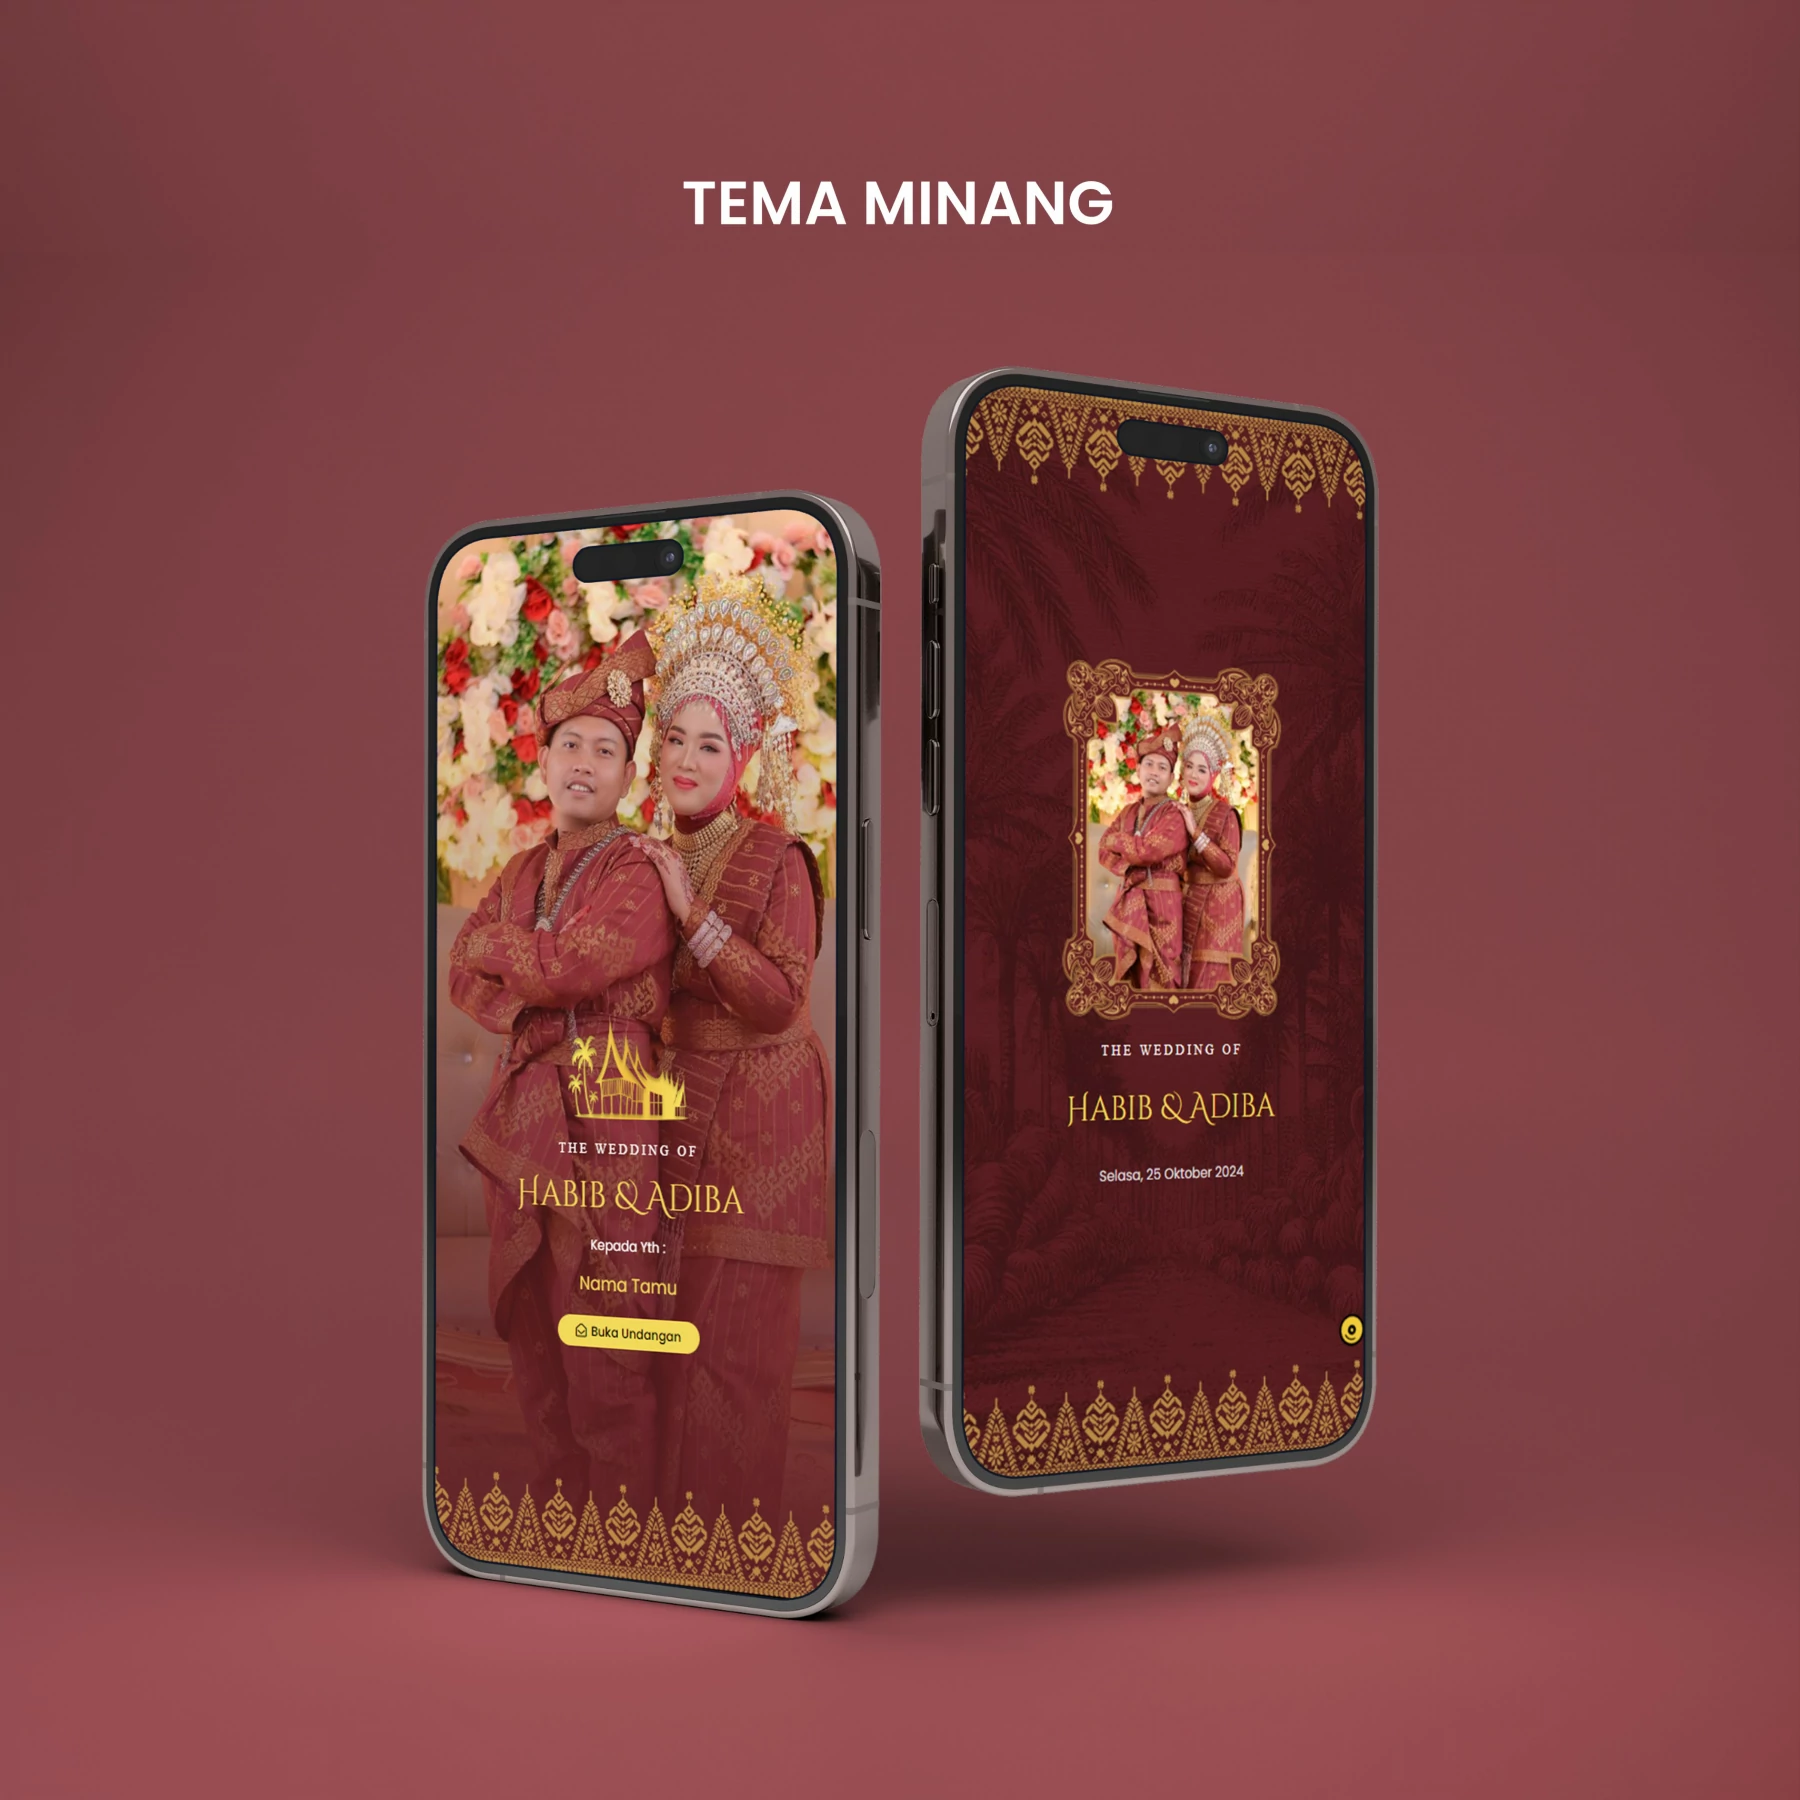 TEMA MINANG
THE WEDDING OF
HABIB & ADIBA
Kepada Yth :
Nama Tamu
Buka Undangan
THE WEDDING OF
HABIB & ADIBA
Selasa, 25 Oktober 2024